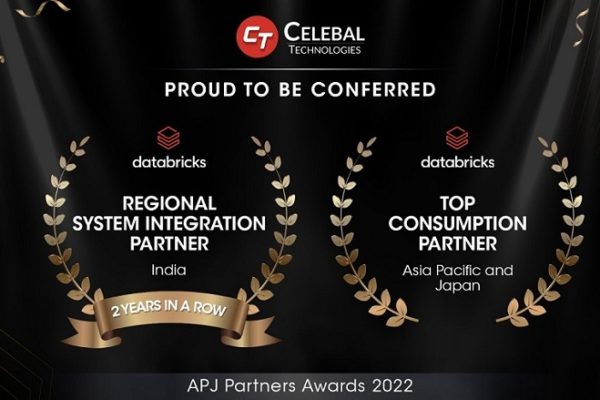 CT CELEBAL
TECHNOLOGIES
PROUD TO BE CONFERRED
databricks
REGIONAL
SYSTEM INTEGRATION
PARTNER
India
2 YEARS IN A ROW
databricks
TOP
CONSUMPTION
PARTNER
Asia Pacific and
Japan
APJ Partners Awards 2022